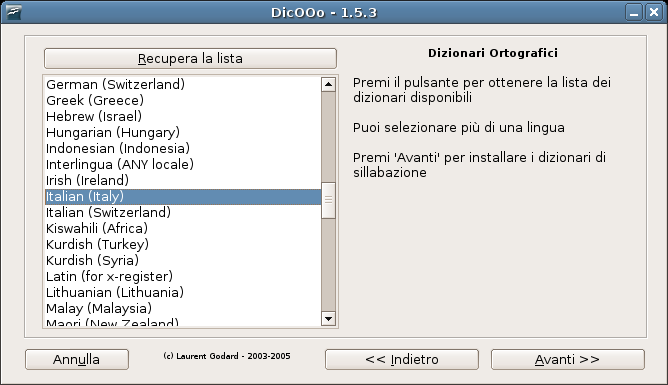 DicOOo - 1.5.3
Recupera la lista
German (Switzerland)
Greek (Greece)
Hebrew (Israel)
Hungarian (Hungary)
Indonesian (Indonesia)
Interlingua (ANY locale)
Irish (Ireland)
Italian (Italy)
Italian (Switzerland)
Kiswahili (Africa)
Kurdish (Turkey)
Kurdish (Syria)
Latin (for x-register)
Lithuanian (Lithuania)
Malay (Malaysia)
Maori (New Zealand)
Dizionari Ortografici
Premi il pulsante per ottenere la lista dei
dizionari disponibili
Puoi selezionare più di una lingua
Premi 'Avanti' per installare i dizionari di
sillabazione
Annulla
(c) Laurent Godard - 2003-2005
<< Indietro
Avanti >>